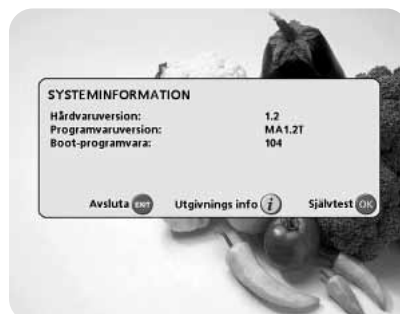 SYSTEMINFORMATION
Hårdvaruversion: 1.2
Programvaruversion: MA1.2T
Boot-programvara: 104
Avsluta EXIT Utgivnings info i Självtest OK